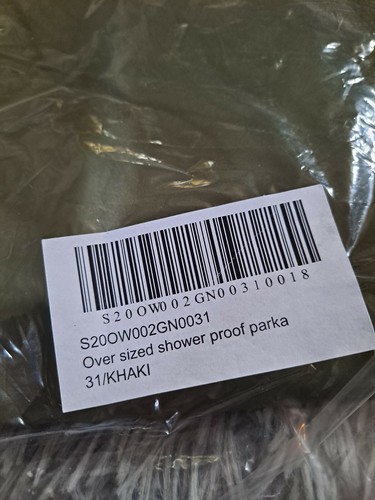 S20OW002GN00310018
S20OW002GN0031
Over sized shower proof parka
31/KHAKI